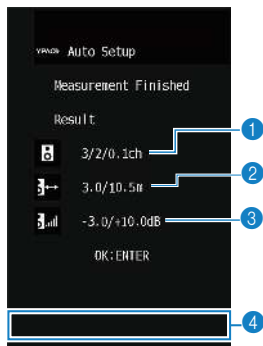 YPAO Auto Setup
Measurement Finished
Result
3/2/0.1ch
1
3.0/10.5m
2
-3.0/+10.0dB
3
OK:ENTER
4